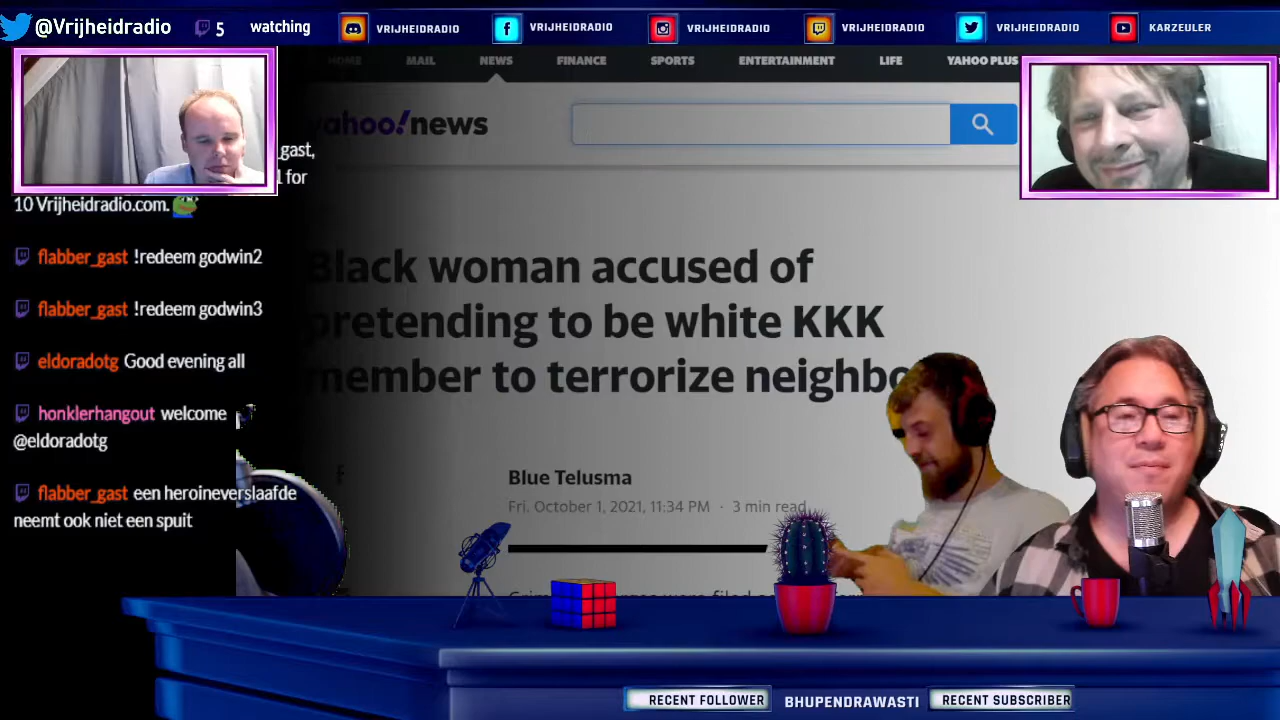 @Vrijheidradio 5 watching VRIJHEIDRADIO VRIJHEIDRADIO VRIJHEIDRADIO VRIJHEIDRADIO VRIJHEIDRADIO KARZEULER
HOME MAIL NEWS FINANCE SPORTS ENTERTAINMENT LIFE YAHOO PLUS
yahoo!news
_gast,
for
10 Vrijheidradio.com.
flabber_gast !redeem godwin2
flabber_gast !redeem godwin3
eldoradotg Good evening all
honklerhangout welcome
@eldoradotg
flabber_gast een heroineverslaafde
neemt ook niet een spuit
Black woman accused of
pretending to be white KKK
member to terrorize neighbo
Blue Telusma
Fri, October 1, 2021, 11:34 PM · 3 min read
RECENT FOLLOWER BHUPENDRAWASTI RECENT SUBSCRIBER